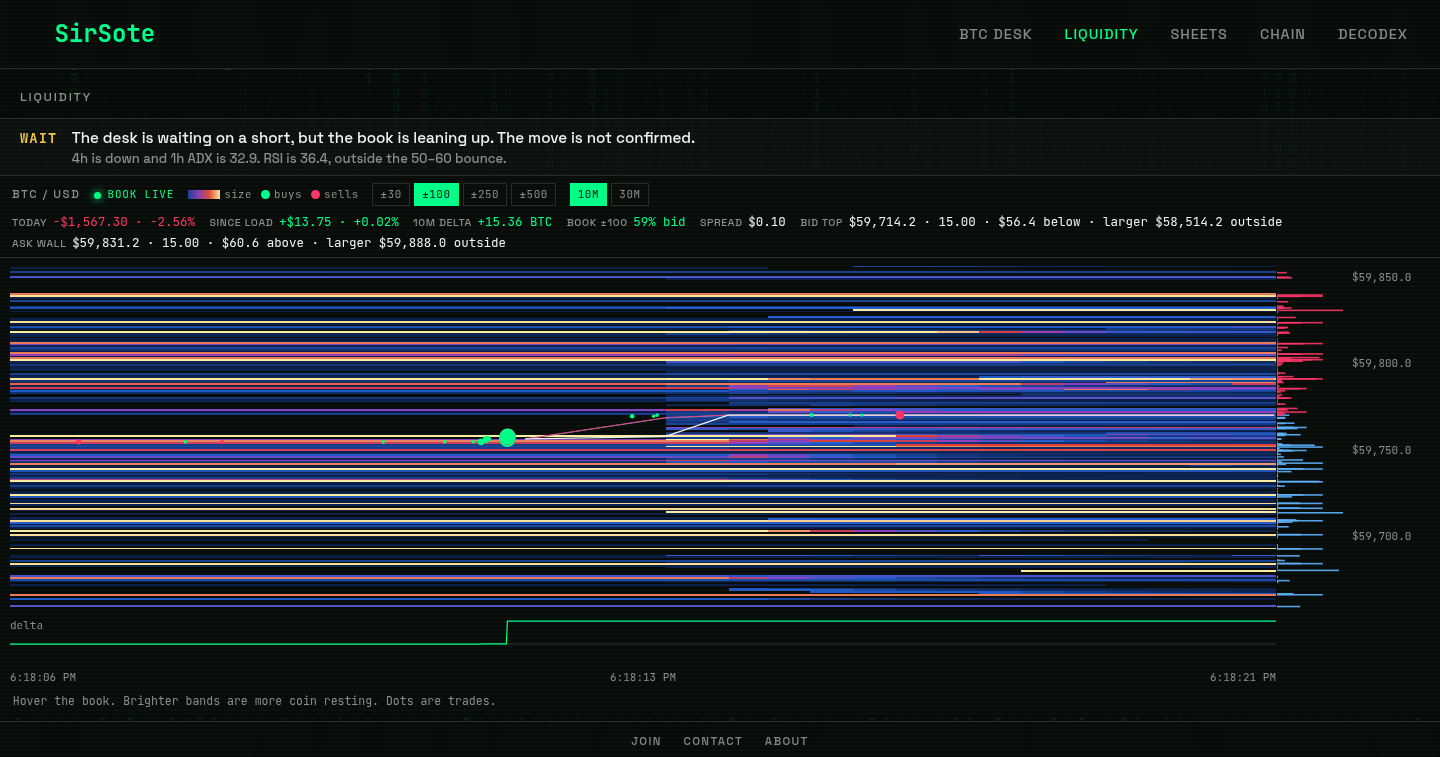 SirSote
BTC DESK LIQUIDITY SHEETS CHAIN DECODEX
LIQUIDITY
WAIT The desk is waiting on a short, but the book is leaning up. The move is not confirmed.
4h is down and 1h ADX is 32.9. RSI is 36.4, outside the 50–60 bounce.
BTC / USD BOOK LIVE size buys sells ±30 ±100 ±250 ±500 10M 30M
TODAY -$1,567.30 · -2.56% SINCE LOAD +$13.75 · +0.02% 10M DELTA +15.36 BTC BOOK ±100 59% bid SPREAD $0.10 BID TOP $59,714.2 · 15.00 · $56.4 below · larger $58,514.2 outside
ASK WALL $59,831.2 · 15.00 · $60.6 above · larger $59,888.0 outside
$59,850.0
$59,800.0
$59,750.0
$59,700.0
delta
6:18:06 PM 6:18:13 PM 6:18:21 PM
Hover the book. Brighter bands are more coin resting. Dots are trades.
JOIN CONTACT ABOUT